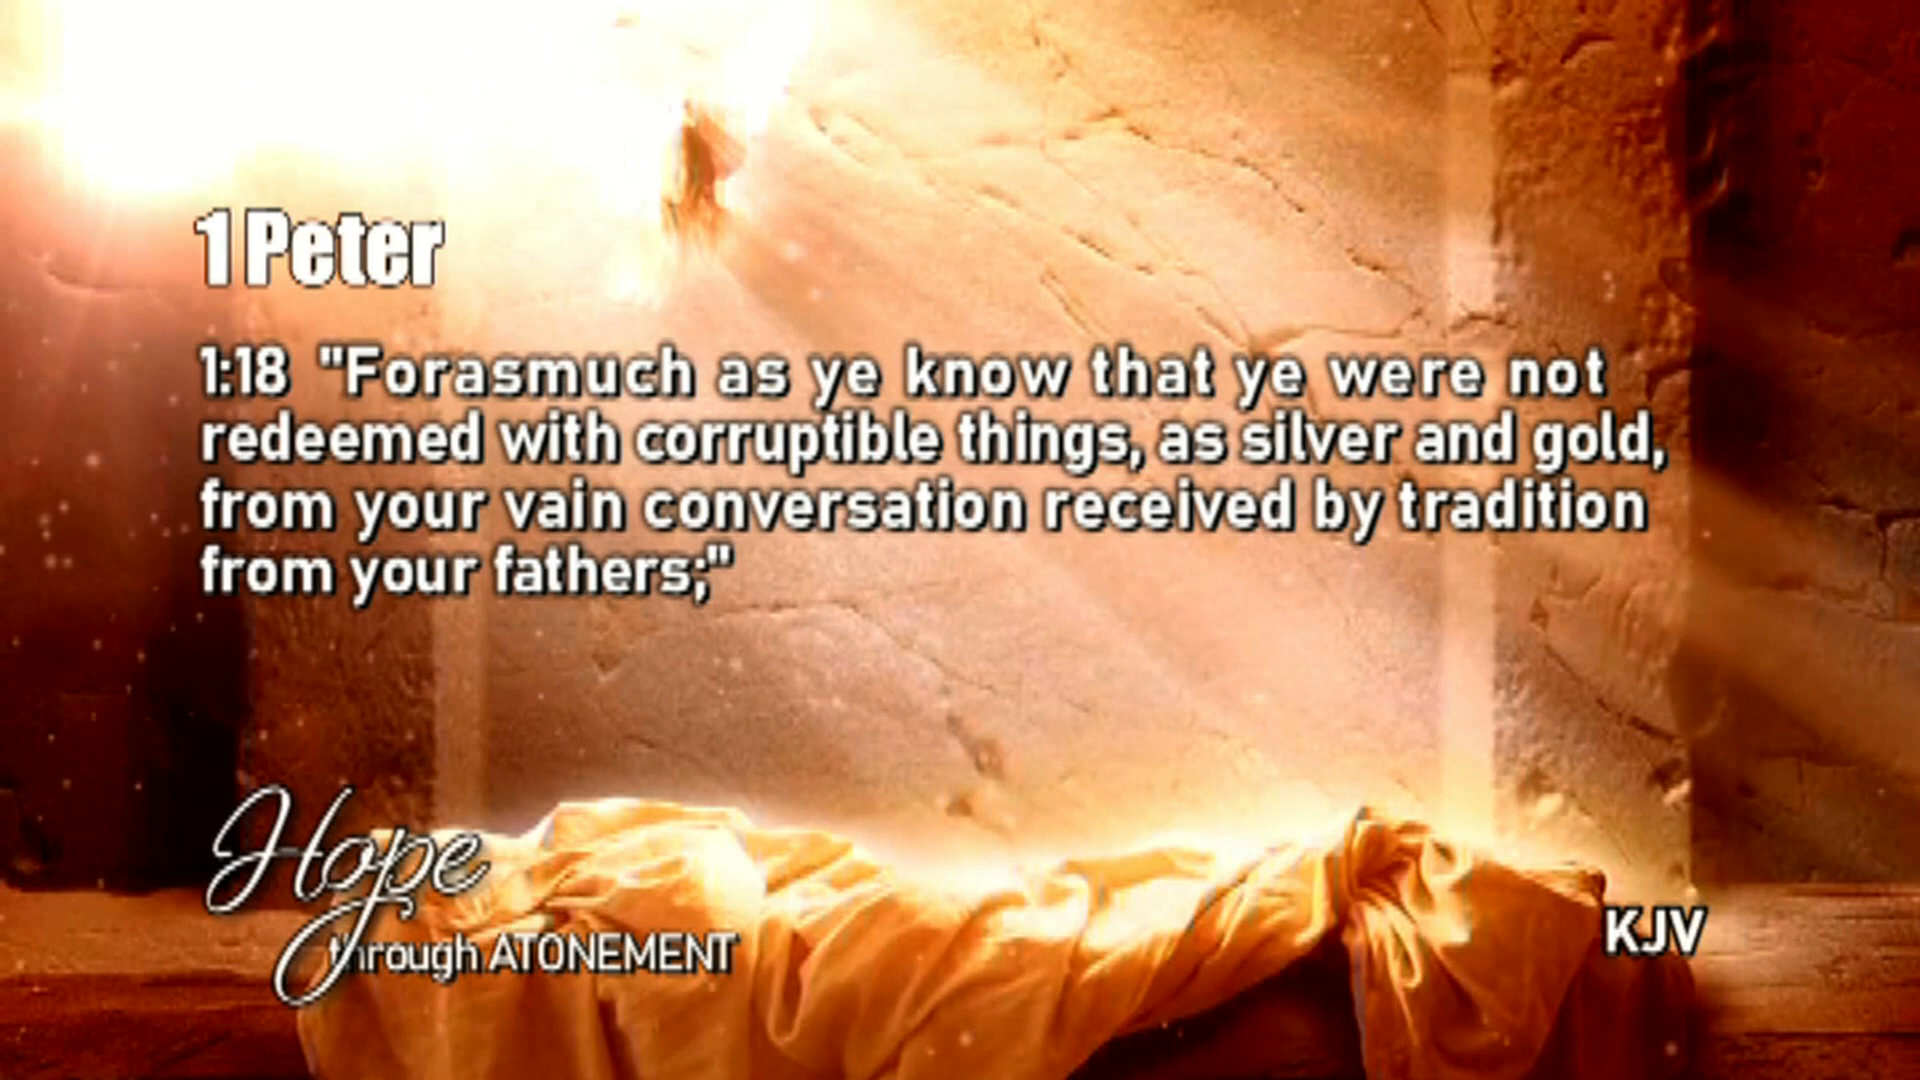 1 Peter
1:18 "Forasmuch as ye know that ye were not
redeemed with corruptible things, as silver and gold,
from your vain conversation received by tradition
from your fathers;"
Hope
through ATONEMENT
KJV